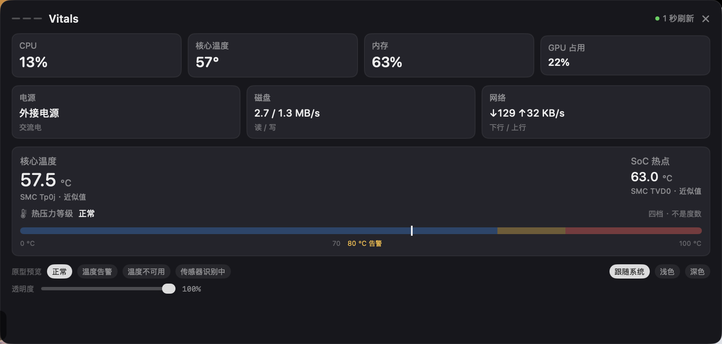 Vitals
1 秒刷新
CPU
13%
核心温度
57°
内存
63%
GPU 占用
22%
电源
外接电源
交流电
磁盘
2.7 / 1.3 MB/s
读 / 写
网络
↓129 ↑32 KB/s
下行 / 上行
核心温度
57.5 °C
SMC Tp0j · 近似值
SoC 热点
63.0 °C
SMC TVD0 · 近似值
热压力等级 正常
四档 · 不是度数
0 °C 70 80 °C 告警 100 °C
原型预览 正常 温度告警 温度不可用 传感器识别中 跟随系统 浅色 深色
透明度 100%